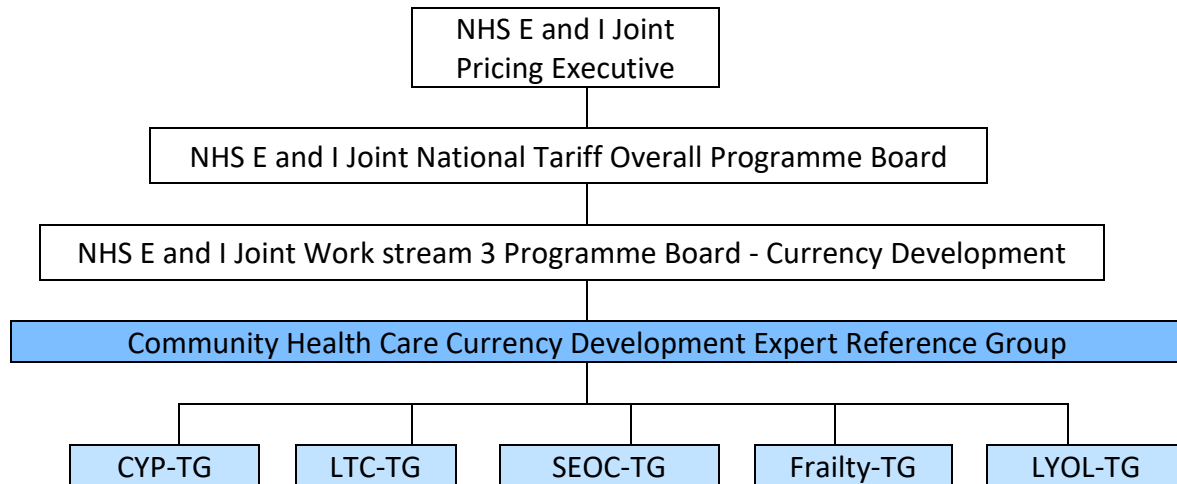 NHS E and I Joint
Pricing Executive
NHS E and I Joint National Tariff Overall Programme Board
NHS E and I Joint Work stream 3 Programme Board - Currency Development
Community Health Care Currency Development Expert Reference Group
CYP-TG
LTC-TG
SEOC-TG
Frailty-TG
LYOL-TG